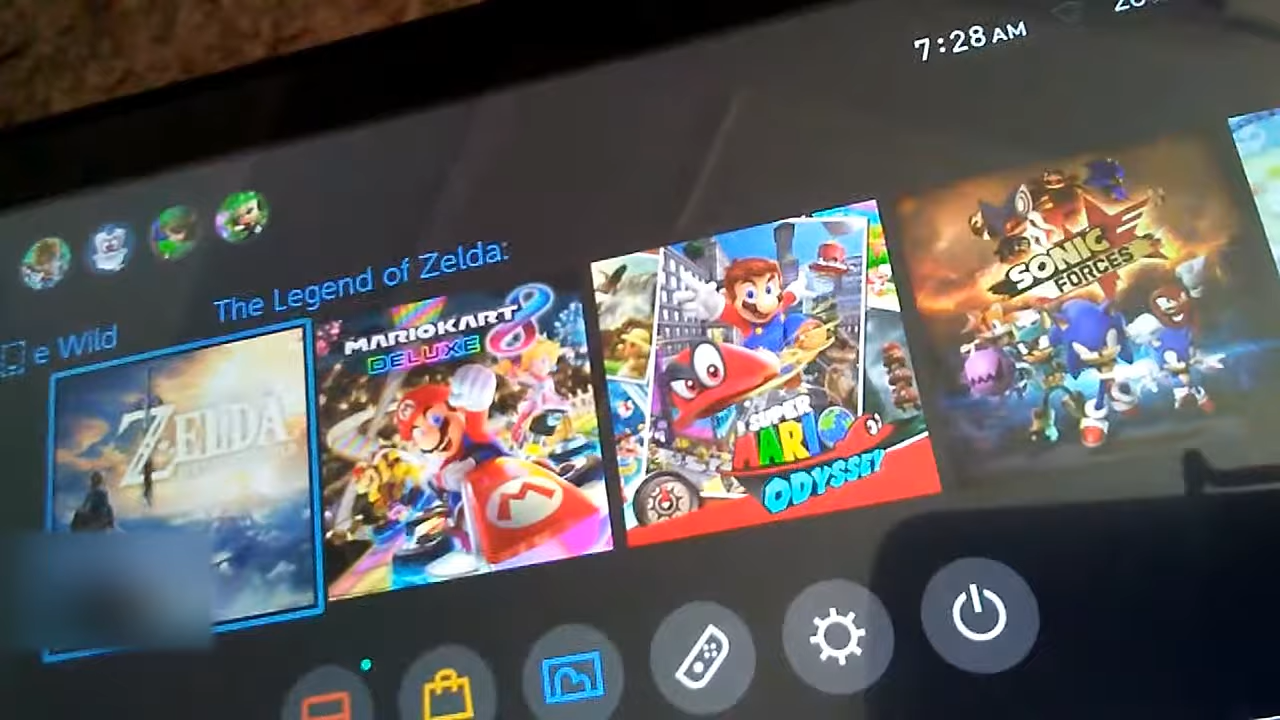 7:28 AM
The Legend of Zelda:
e Wild
ZELDA
MARIOKART 8
DELUXE
SUPER
MARIO
ODYSSEY
SONIC
FORCES
M